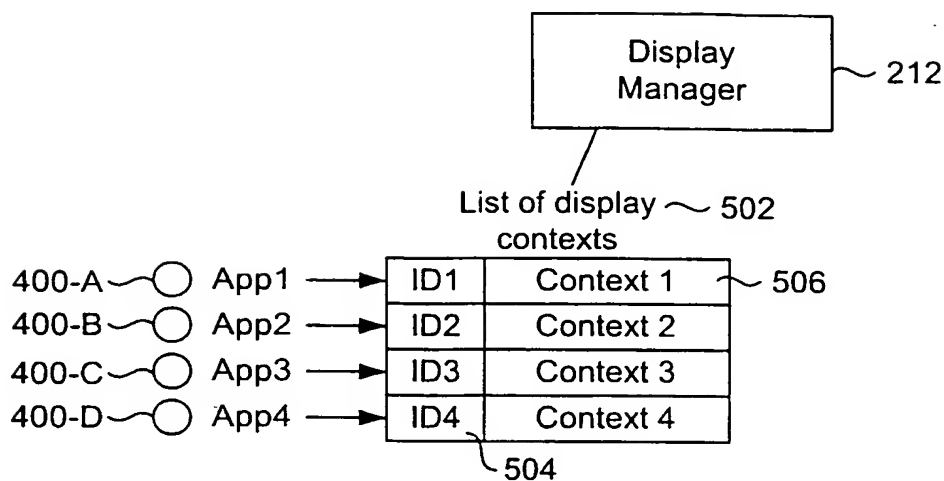 Display
Manager
212
List of display
contexts
502
400-A App1 ID1 Context 1 506
400-B App2 ID2 Context 2
400-C App3 ID3 Context 3
400-D App4 ID4 Context 4
504